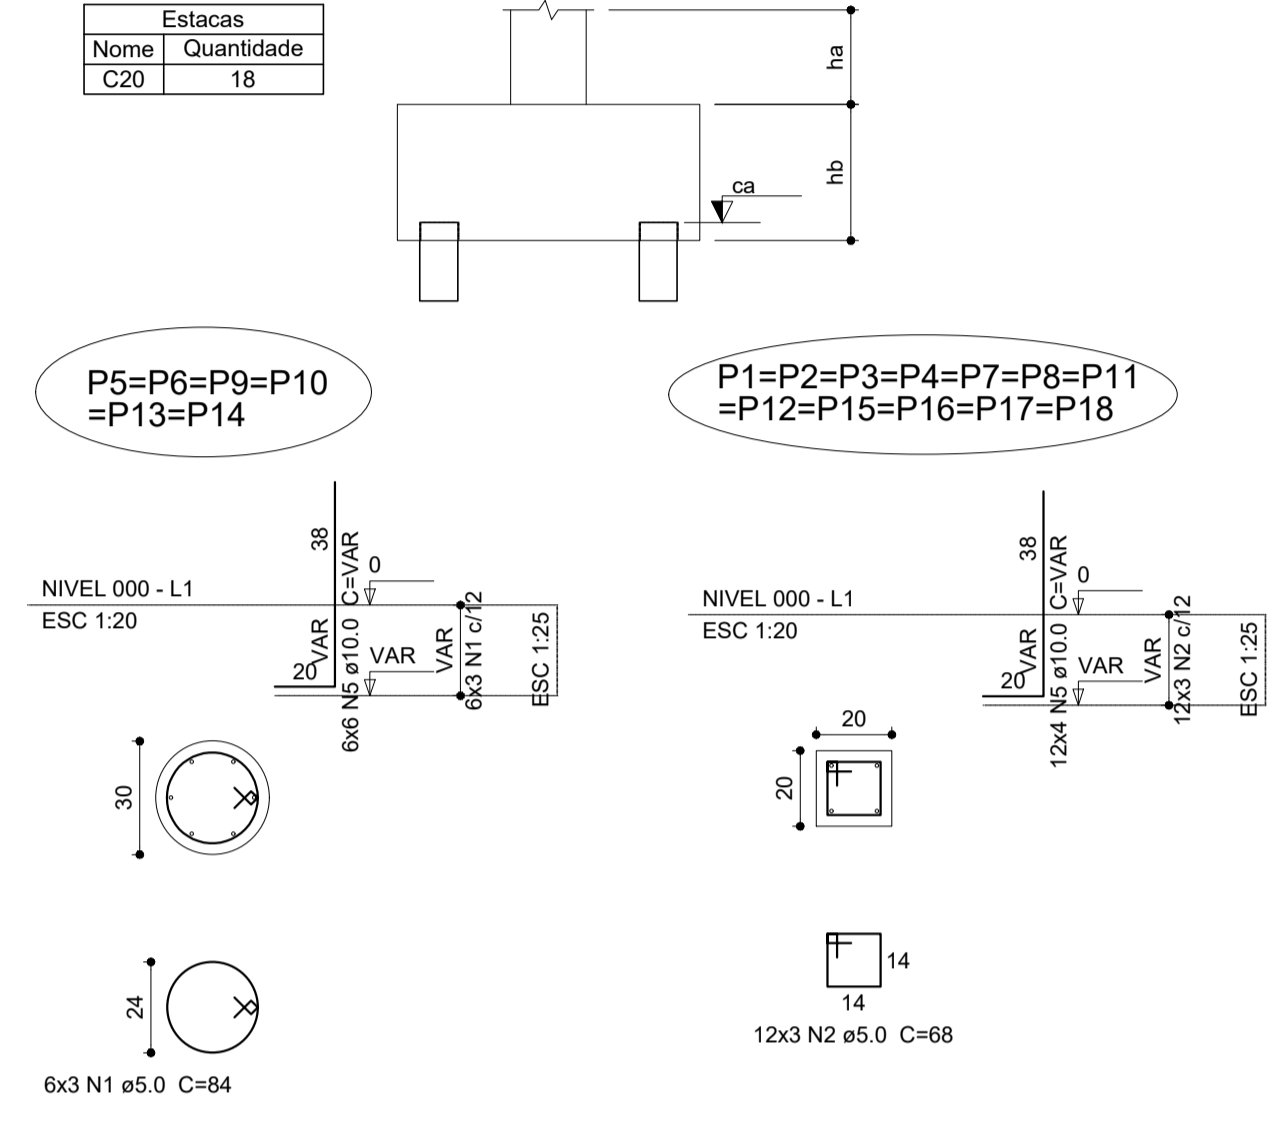 Estacas
Nome Quantidade
C20 18
ha
hb
ca
P5=P6=P9=P10
=P13=P14
P1=P2=P3=P4=P7=P8=P11
=P12=P15=P16=P17=P18
38
NIVEL 000 - L1
ESC 1:20
0
VAR
20
6x6 N5 ø10.0 C=VAR
VAR
VAR
6x3 N1 c/12
ESC 1:25
30
24
6x3 N1 ø5.0 C=84
38
NIVEL 000 - L1
ESC 1:20
0
VAR
20
12x4 N5 ø10.0 C=VAR
VAR
VAR
12x3 N2 c/12
ESC 1:25
20
20
14
14
12x3 N2 ø5.0 C=68